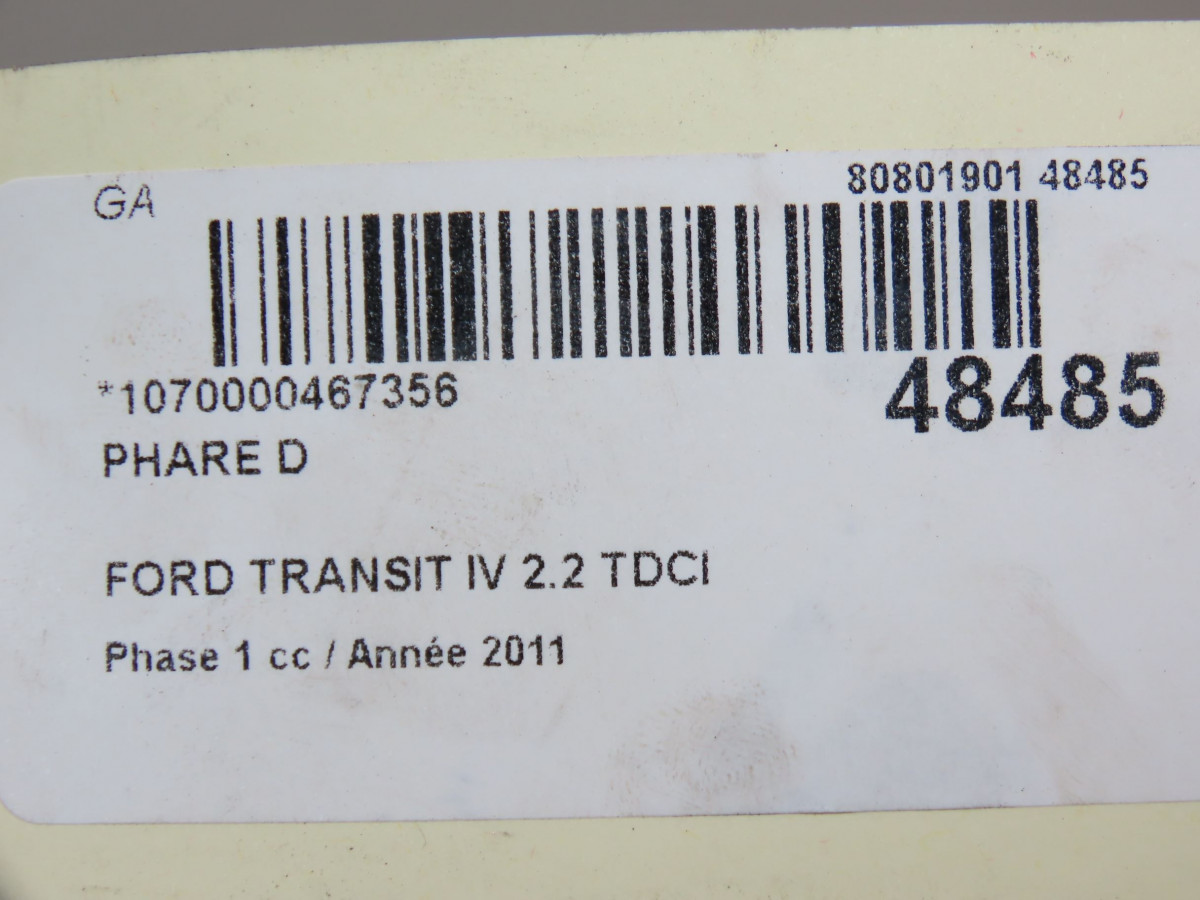 GA
80801901 48485
*1070000467356
48485
PHARE D
FORD TRANSIT IV 2.2 TDCI
Phase 1 cc / Année 2011